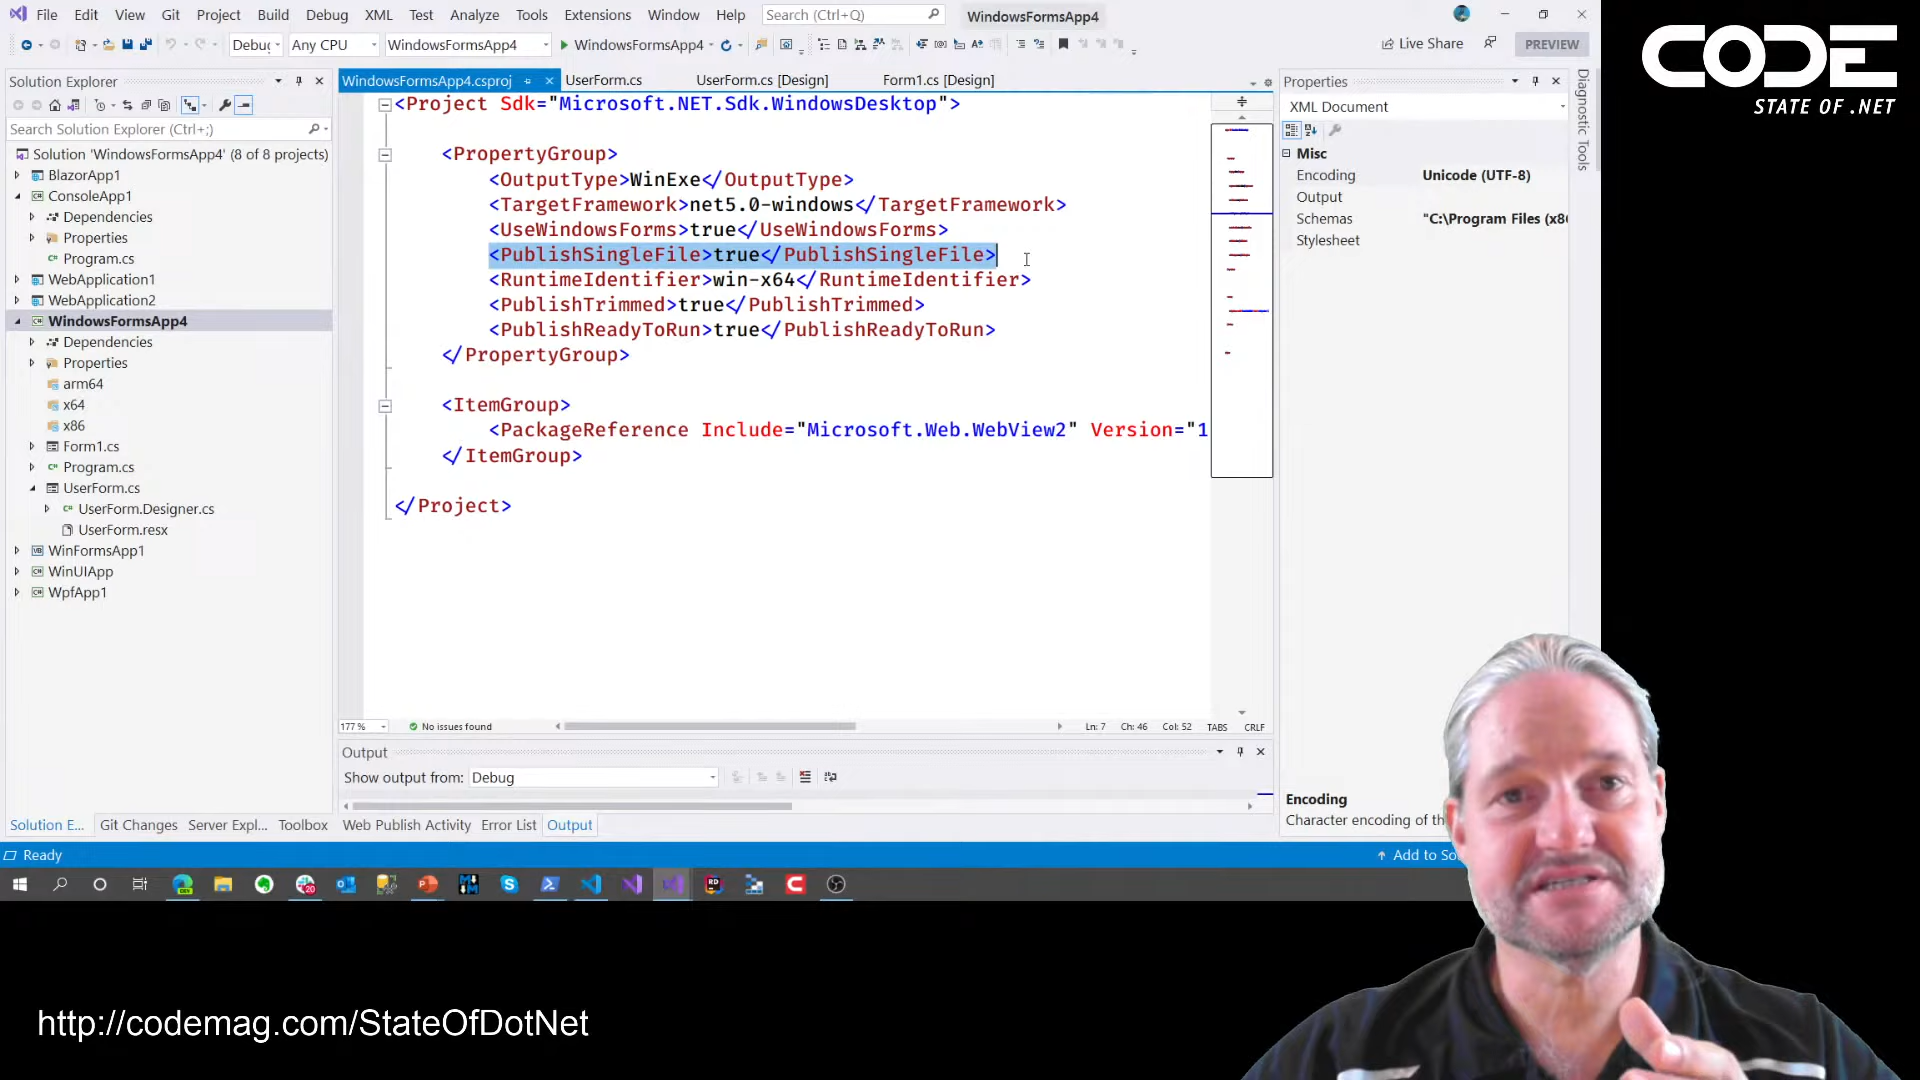 File Edit View Git Project Build Debug XML Test Analyze Tools Extensions Window Help Search (Ctrl+Q) WindowsFormsApp4
Debug Any CPU WindowsFormsApp4 WindowsFormsApp4 Live Share PREVIEW
CODE
STATE OF .NET
Solution Explorer
Search Solution Explorer (Ctrl+;)
Solution 'WindowsFormsApp4' (8 of 8 projects)
BlazorApp1
ConsoleApp1
Dependencies
Properties
Program.cs
WebApplication1
WebApplication2
WindowsFormsApp4
Dependencies
Properties
arm64
x64
x86
Form1.cs
Program.cs
UserForm.cs
UserForm.Designer.cs
UserForm.resx
WinFormsApp1
WinUIApp
WpfApp1
Solution E... Git Changes Server Expl... Toolbox
WindowsFormsApp4.csproj UserForm.cs UserForm.cs [Design] Form1.cs [Design]
<Project Sdk="Microsoft.NET.Sdk.WindowsDesktop">
<PropertyGroup>
<OutputType>WinExe</OutputType>
<TargetFramework>net5.0-windows</TargetFramework>
<UseWindowsForms>true</UseWindowsForms>
<PublishSingleFile>true</PublishSingleFile>
<RuntimeIdentifier>win-x64</RuntimeIdentifier>
<PublishTrimmed>true</PublishTrimmed>
<PublishReadyToRun>true</PublishReadyToRun>
</PropertyGroup>
<ItemGroup>
<PackageReference Include="Microsoft.Web.WebView2" Version="1
</ItemGroup>
</Project>
177 % No issues found Ln: 7 Ch: 46 Col: 52 TABS CRLF
Output
Show output from: Debug
Web Publish Activity Error List Output
Properties
XML Document
Misc
Encoding Unicode (UTF-8)
Output
Schemas "C:\Program Files (x86
Stylesheet
Encoding
Character encoding of th
Diagnostic Tools
Ready
Add to So
http://codemag.com/StateOfDotNet